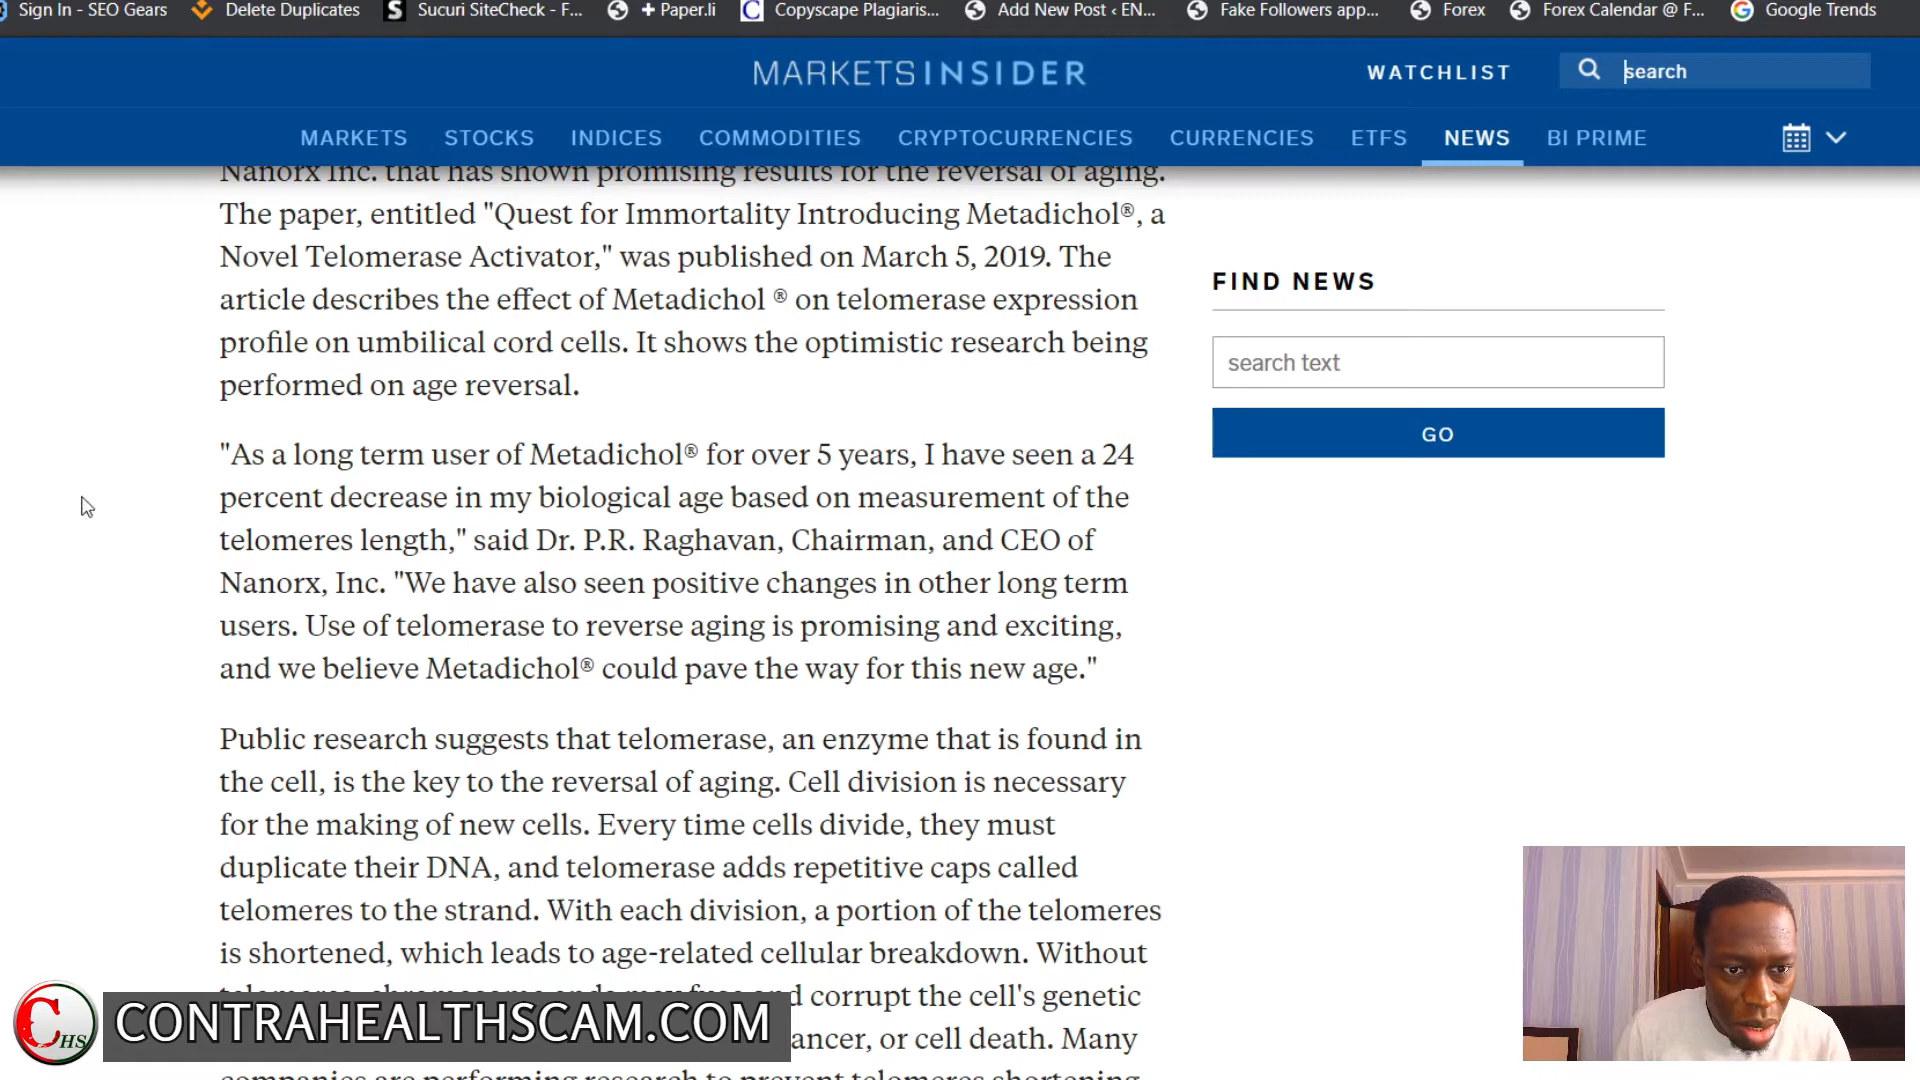 Sign In - SEO Gears
Delete Duplicates
Sucuri SiteCheck - F...
+ Paper.li
Copyscape Plagiaris...
Add New Post ‹ EN...
Fake Followers app...
Forex
Forex Calendar @ F...
Google Trends
MARKETS INSIDER
WATCHLIST
search
MARKETS
STOCKS
INDICES
COMMODITIES
CRYPTOCURRENCIES
CURRENCIES
ETFS
NEWS
BI PRIME
Nanorx Inc. that has shown promising results for the reversal of aging.
The paper, entitled "Quest for Immortality Introducing Metadichol®, a
Novel Telomerase Activator," was published on March 5, 2019. The
article describes the effect of Metadichol ® on telomerase expression
profile on umbilical cord cells. It shows the optimistic research being
performed on age reversal.
"As a long term user of Metadichol® for over 5 years, I have seen a 24
percent decrease in my biological age based on measurement of the
telomeres length," said Dr. P.R. Raghavan, Chairman, and CEO of
Nanorx, Inc. "We have also seen positive changes in other long term
users. Use of telomerase to reverse aging is promising and exciting,
and we believe Metadichol® could pave the way for this new age."
Public research suggests that telomerase, an enzyme that is found in
the cell, is the key to the reversal of aging. Cell division is necessary
for the making of new cells. Every time cells divide, they must
duplicate their DNA, and telomerase adds repetitive caps called
telomeres to the strand. With each division, a portion of the telomeres
is shortened, which leads to age-related cellular breakdown. Without
corrupt the cell's genetic
ancer, or cell death. Many
companies are performing research to prevent telomeres shortening
FIND NEWS
search text
GO
C HS
CONTRAHEALTHSCAM.COM